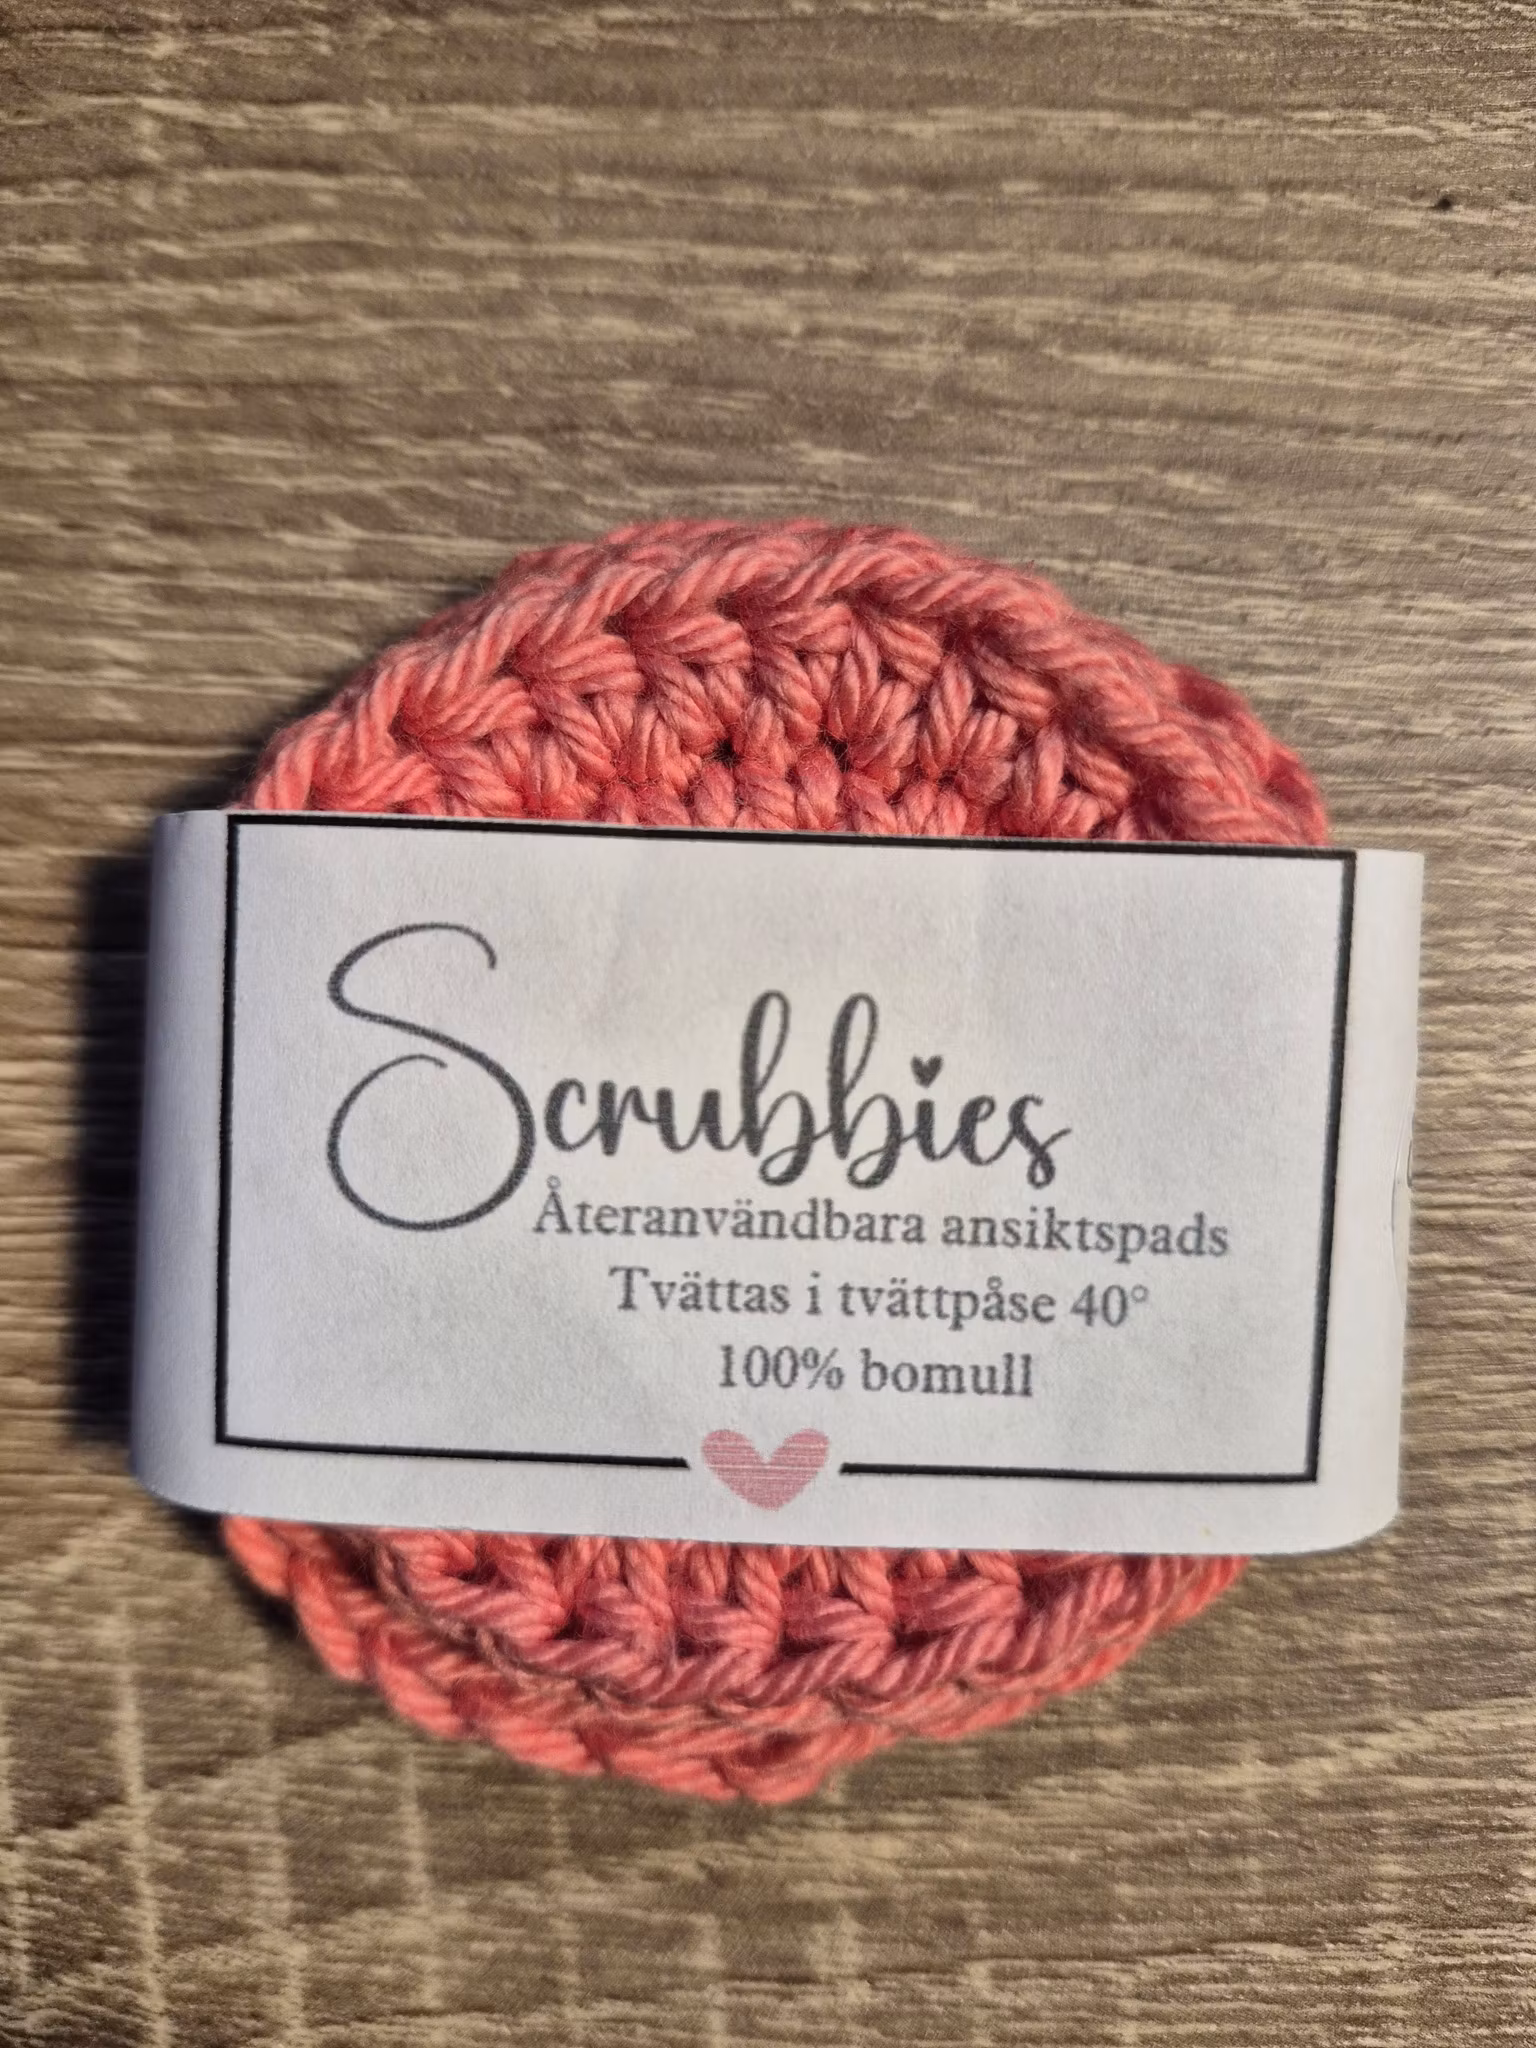 Scrubbies
Återanvändbara ansiktspads
Tvättas i tvättpåse 40°
100% bomull